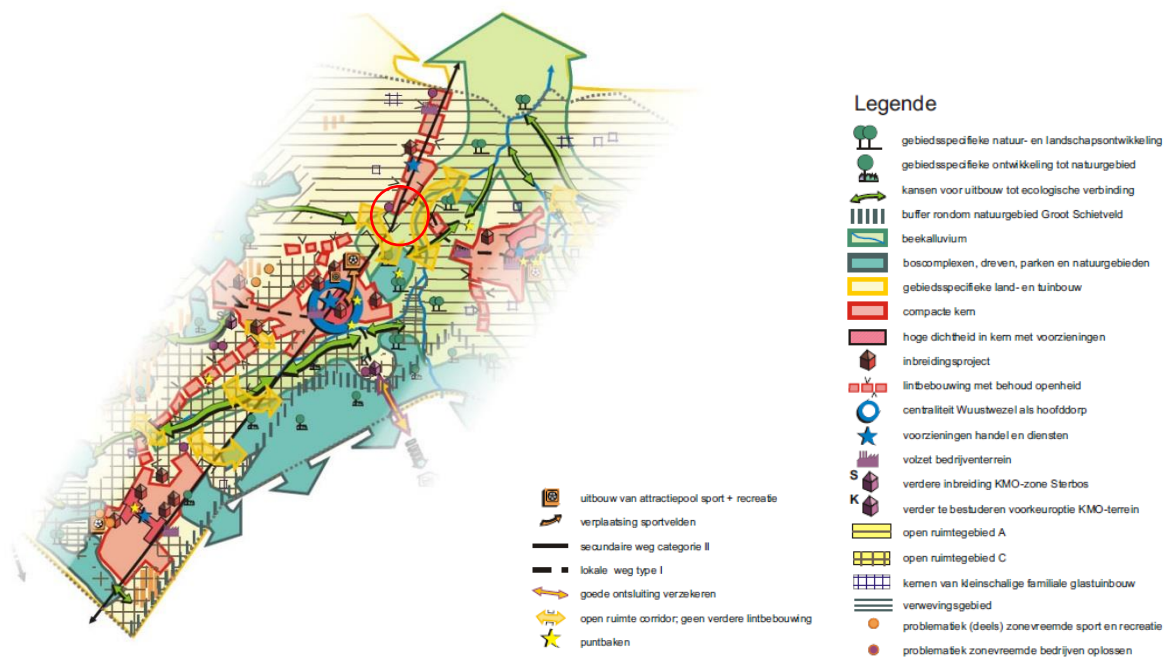 Legende
gebiedsspecifieke natuur- en landschapsontwikkeling
gebiedsspecifieke ontwikkeling tot natuurgebied
kansen voor uitbouw tot ecologische verbinding
buffer rondom natuurgebied Groot Schietveld
beekalluvium
boscomplexen, dreven, parken en natuurgebieden
gebiedsspecifieke land- en tuinbouw
compacte kern
hoge dichtheid in kern met voorzieningen
inbreidingsproject
lintbebouwing met behoud openheid
centraliteit Wuustwezel als hoofddorp
voorzieningen handel en diensten
volzet bedrijventerrein
S verdere inbreiding KMO-zone Sterbos
K verder te bestuderen voorkeuroptie KMO-terrein
open ruimtegebied A
open ruimtegebied C
kernen van kleinschalige familiale glastuinbouw
verwevingsgebied
problematiek (deels) zonevreemde sport en recreatie
problematiek zonevreemde bedrijven oplossen
uitbouw van attractiepool sport + recreatie
verplaatsing sportvelden
secundaire weg categorie II
lokale weg type I
goede ontsluiting verzekeren
open ruimte corridor; geen verdere lintbebouwing
puntbaken